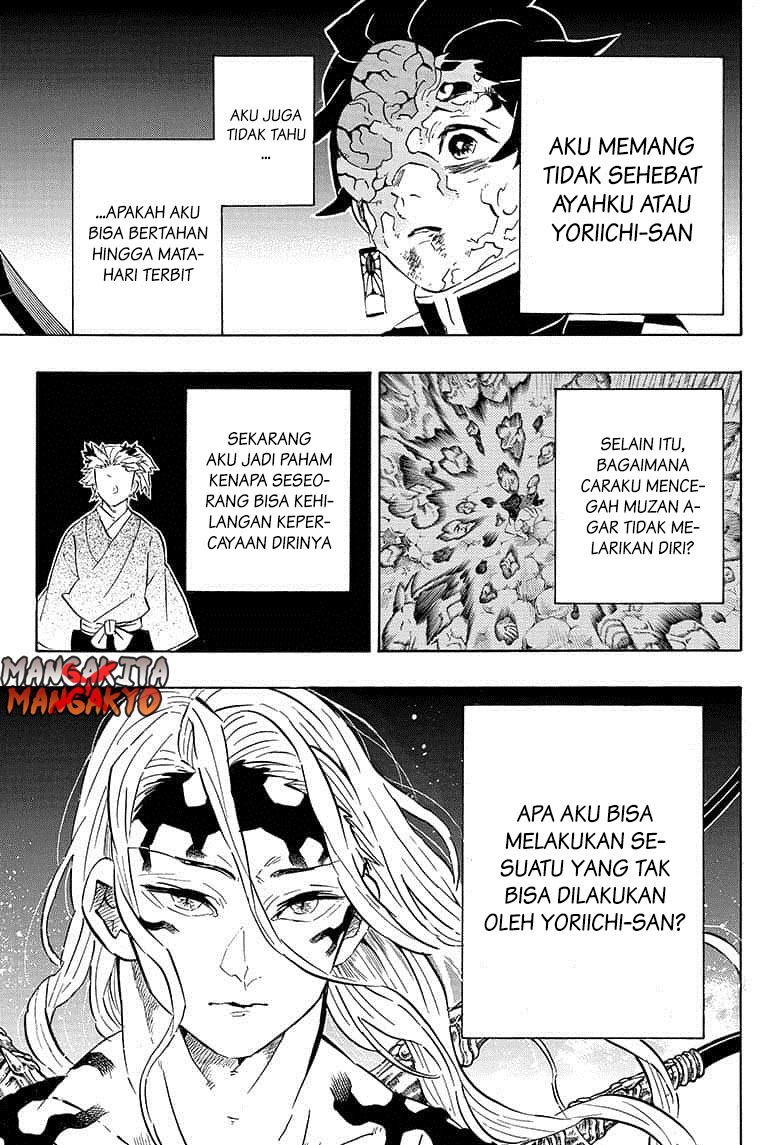 AKU MEMANG
TIDAK SEHEBAT
AYAHKU ATAU
YORIICHI-SAN
AKU JUGA
TIDAK TAHU
...
...APAKAH AKU
BISA BERTAHAN
HINGGA MATA-
HARI TERBIT
SELAIN ITU,
BAGAIMANA
CARAKU MENCE-
GAH MUZAN A-
GAR TIDAK ME-
LARIKAN DIRI?
SEKARANG
AKU JADI PAHAM
KENAPA SESEO-
RANG BISA KEHI-
LANGAN KEPER-
CAYAAN DIRINYA
MANGAKITA
MANGAKYO
APA AKU BISA
MELAKUKAN SE-
SUATU YANG TAK
BISA DILAKUKAN
OLEH YORIICHI-SAN?